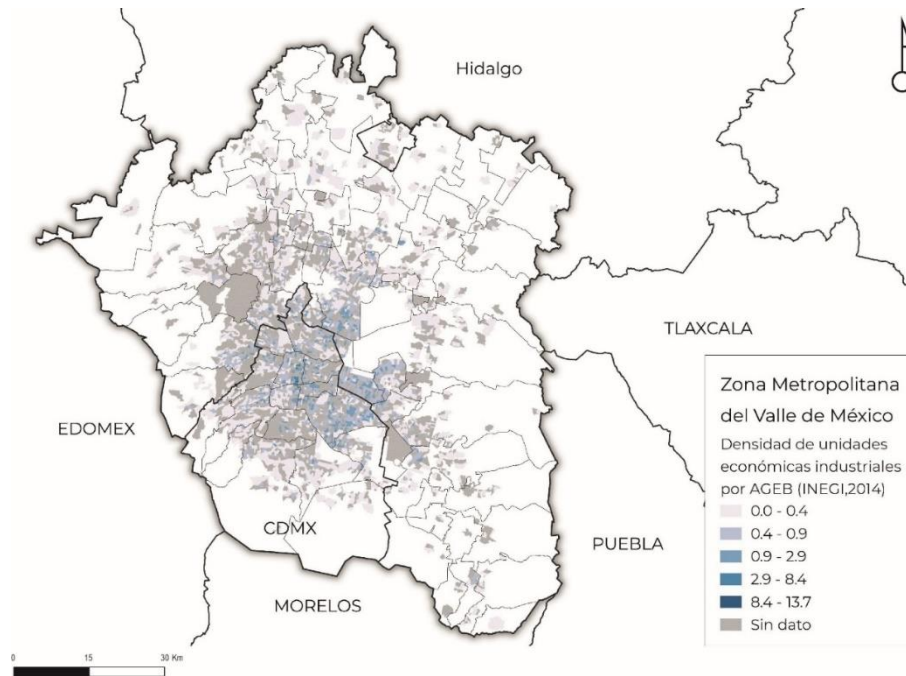 Hidalgo
TLAXCALA
EDOMEX
CDMX
PUEBLA
MORELOS
Zona Metropolitana
del Valle de México
Densidad de unidades
económicas industriales
por AGEB (INEGI,2014)
0.0 - 0.4
0.4 - 0.9
0.9 - 2.9
2.9 - 8.4
8.4 - 13.7
Sin dato
0 15 30 Km